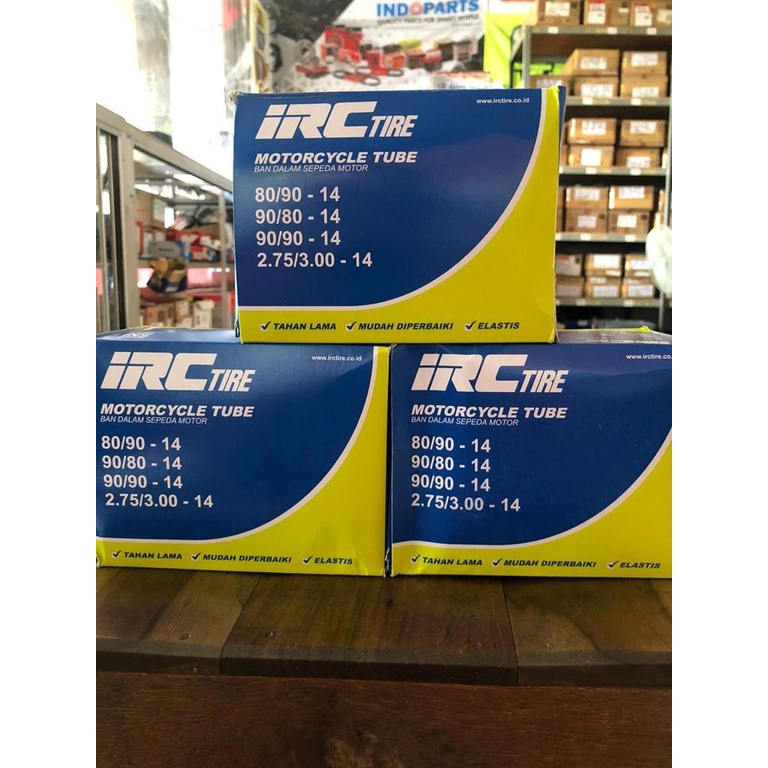 INDOPARTS
IRC TIRE
www.irctire.co.id
MOTORCYCLE TUBE
BAN DALAM SEPEDA MOTOR
80/90 - 14
90/80 - 14
90/90 - 14
2.75/3.00 - 14
✓ TAHAN LAMA ✓ MUDAH DIPERBAIKI ✓ ELASTIS
IRC TIRE
www.irctire.co.id
MOTORCYCLE TUBE
BAN DALAM SEPEDA MOTOR
80/90 - 14
90/80 - 14
90/90 - 14
2.75/3.00 - 14
✓ TAHAN LAMA ✓ MUDAH DIPERBAIKI ✓ ELASTIS
IRC TIRE
www.irctire.co.id
MOTORCYCLE TUBE
BAN DALAM SEPEDA MOTOR
80/90 - 14
90/80 - 14
90/90 - 14
2.75/3.00 - 14
✓ TAHAN LAMA ✓ MUDAH DIPERBAIKI ✓ ELASTIS